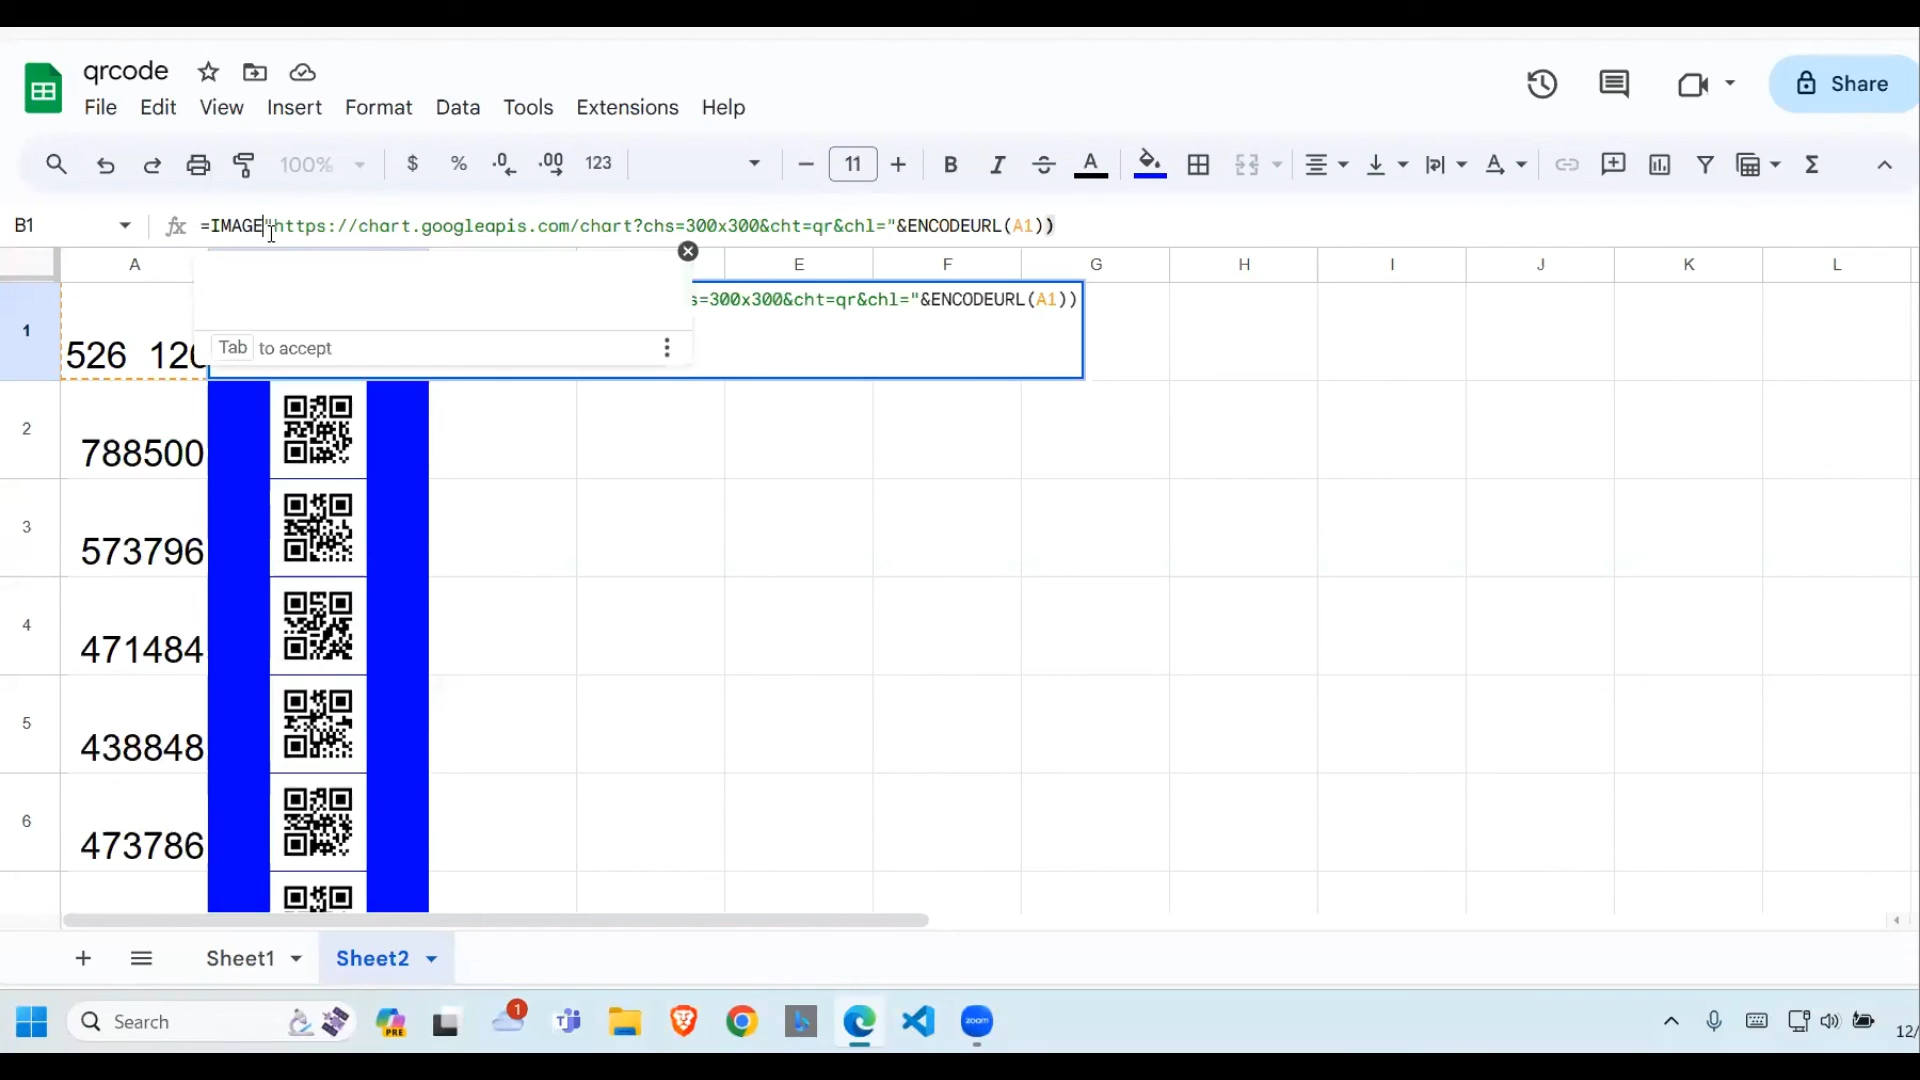 qrcode
Share
File Edit View Insert Format Data Tools Extensions Help
100% $ % .0 .00 123 11 B I A
B1 fx =IMAGE"https://chart.googleapis.com/chart?chs=300x300&cht=qr&chl="&ENCODEURL(A1))
A E F G H I J K L
s=300x300&cht=qr&chl="&ENCODEURL(A1))
1 526 120
Tab to accept
2 788500
3 573796
4 471484
5 438848
6 473786
Sheet1 Sheet2
Search PRE 1 zoom 12/